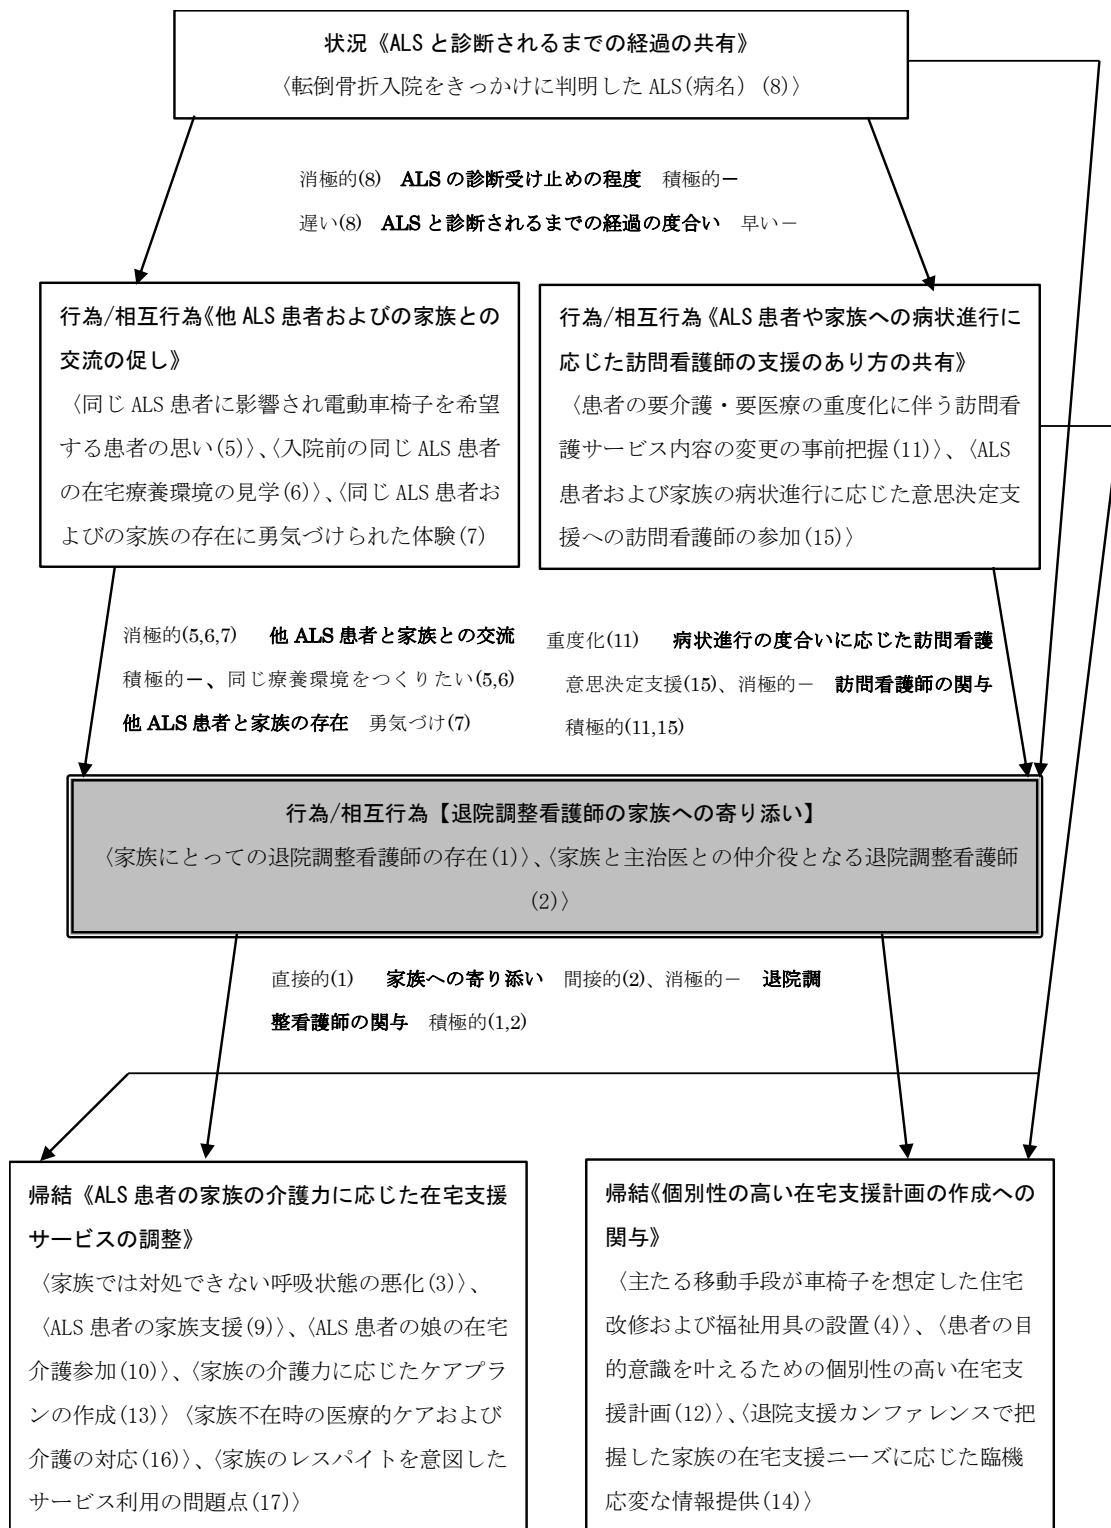 状況《ALS と診断されるまでの経過の共有》
〈転倒骨折入院をきっかけに判明した ALS(病名) (8)〉
消極的(8) ALS の診断受け止めの程度 積極的－
遅い(8) ALS と診断されるまでの経過の度合い 早い－
行為/相互行為《他 ALS 患者およびの家族との
交流の促し》
〈同じ ALS 患者に影響され電動車椅子を希望
する患者の思い(5)〉、〈入院前の同じ ALS 患者
の在宅療養環境の見学(6)〉、〈同じ ALS 患者お
よびの家族の存在に勇気づけられた体験(7)
行為/相互行為《ALS 患者や家族への病状進行に
応じた訪問看護師の支援のあり方の共有》
〈患者の要介護・要医療の重度化に伴う訪問看
護サービス内容の変更の事前把握(11)〉、〈ALS
患者および家族の病状進行に応じた意思決定支
援への訪問看護師の参加(15)〉
消極的(5,6,7) 他 ALS 患者と家族との交流
積極的－、同じ療養環境をつくりたい(5,6)
他 ALS 患者と家族の存在 勇気づけ(7)
重度化(11) 病状進行の度合いに応じた訪問看護
意思決定支援(15)、消極的－ 訪問看護師の関与
積極的(11,15)
行為/相互行為【退院調整看護師の家族への寄り添い】
〈家族にとっての退院調整看護師の存在(1)〉、〈家族と主治医との仲介役となる退院調整看護師
(2)〉
直接的(1) 家族への寄り添い 間接的(2)、消極的－ 退院調
整看護師の関与 積極的(1,2)
帰結《ALS 患者の家族の介護力に応じた在宅支援
サービスの調整》
〈家族では対処できない呼吸状態の悪化(3)〉、
〈ALS 患者の家族支援(9)〉、〈ALS 患者の娘の在宅
介護参加(10)〉、〈家族の介護力に応じたケアプラ
ンの作成(13)〉〈家族不在時の医療的ケアおよび
介護の対応(16)〉、〈家族のレスパイトを意図した
サービス利用の問題点(17)〉
帰結《個別性の高い在宅支援計画の作成への
関与》
〈主たる移動手段が車椅子を想定した住宅
改修および福祉用具の設置(4)〉、〈患者の目
的意識を叶えるための個別性の高い在宅支
援計画(12)〉、〈退院支援カンファレンスで把
握した家族の在宅支援ニーズに応じた臨機
応変な情報提供(14)〉